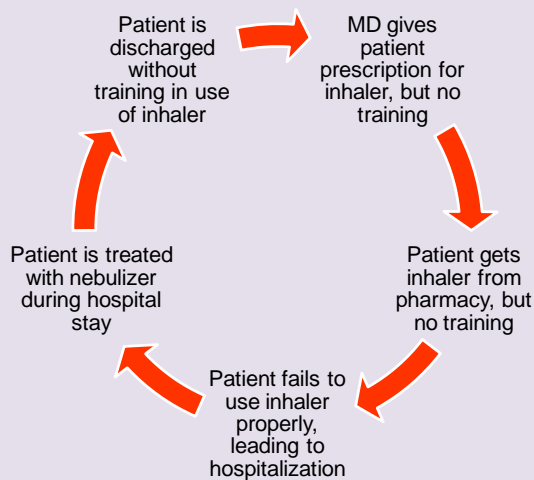 Patient is
discharged
without
training in use
of inhaler
MD gives
patient
prescription for
inhaler, but no
training
Patient gets
inhaler from
pharmacy, but
no training
Patient fails to
use inhaler
properly,
leading to
hospitalization
Patient is treated
with nebulizer
during hospital
stay